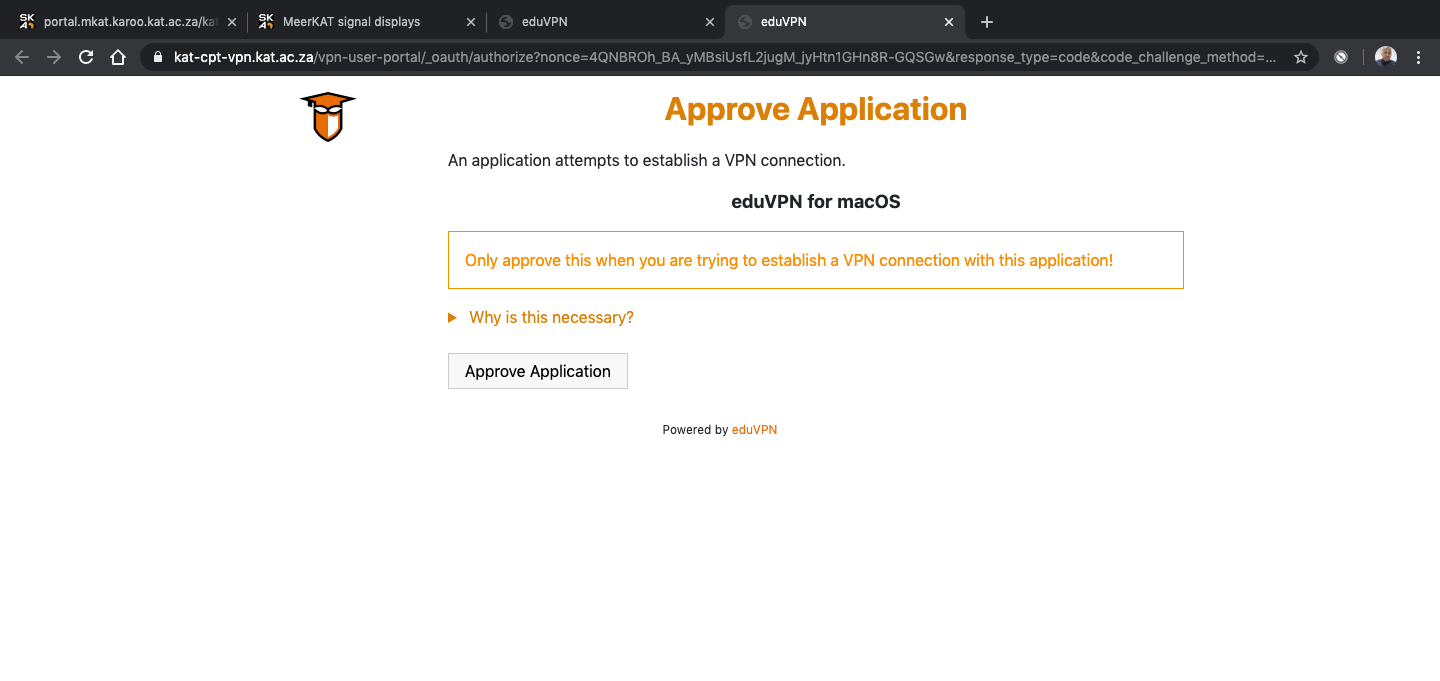 SKA portal.mkat.karoo.kat.ac.za/kat
SKA MeerKAT signal displays
eduVPN
eduVPN
kat-cpt-vpn.kat.ac.za/vpn-user-portal/_oauth/authorize?nonce=4QNBROh_BA_yMBsiUsfL2jugM_jyHtn1GHn8R-GQSGw&response_type=code&code_challenge_method=...
Approve Application
An application attempts to establish a VPN connection.
eduVPN for macOS
Only approve this when you are trying to establish a VPN connection with this application!
Why is this necessary?
Approve Application
Powered by eduVPN